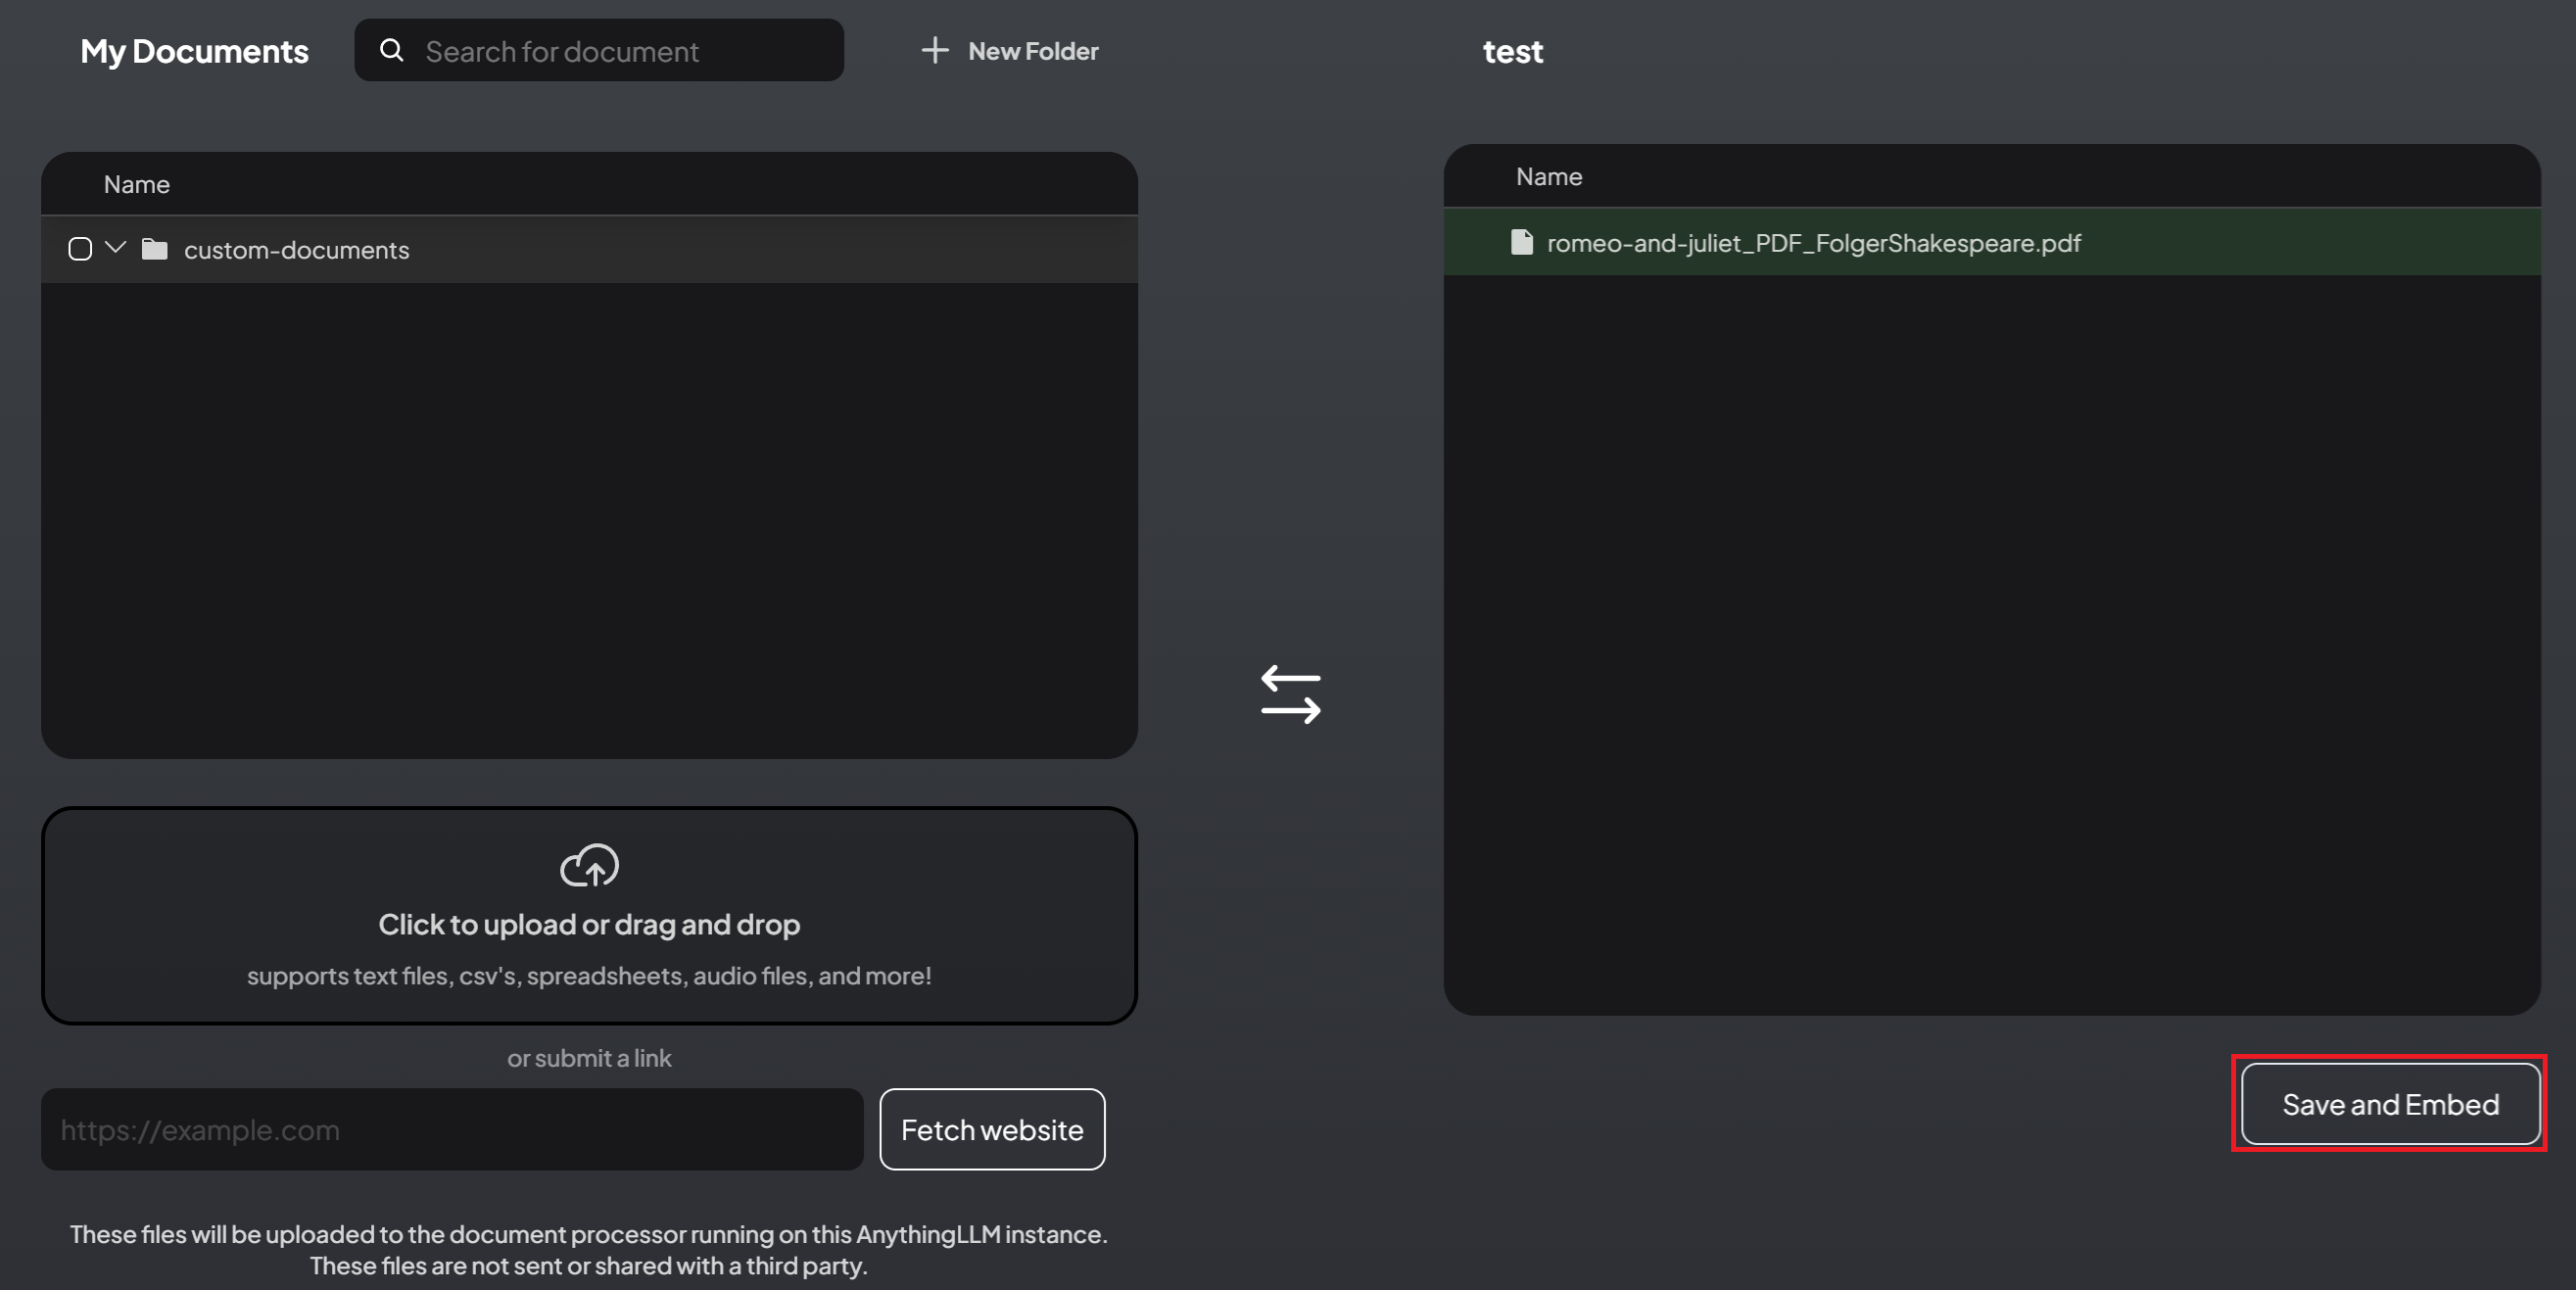 My Documents
Search for document
New Folder
Name
custom-documents
Click to upload or drag and drop
supports text files, csv's, spreadsheets, audio files, and more!
or submit a link
https://example.com
Fetch website
These files will be uploaded to the document processor running on this AnythingLLM instance.
These files are not sent or shared with a third party.
test
Name
romeo-and-juliet_PDF_FolgerShakespeare.pdf
Save and Embed